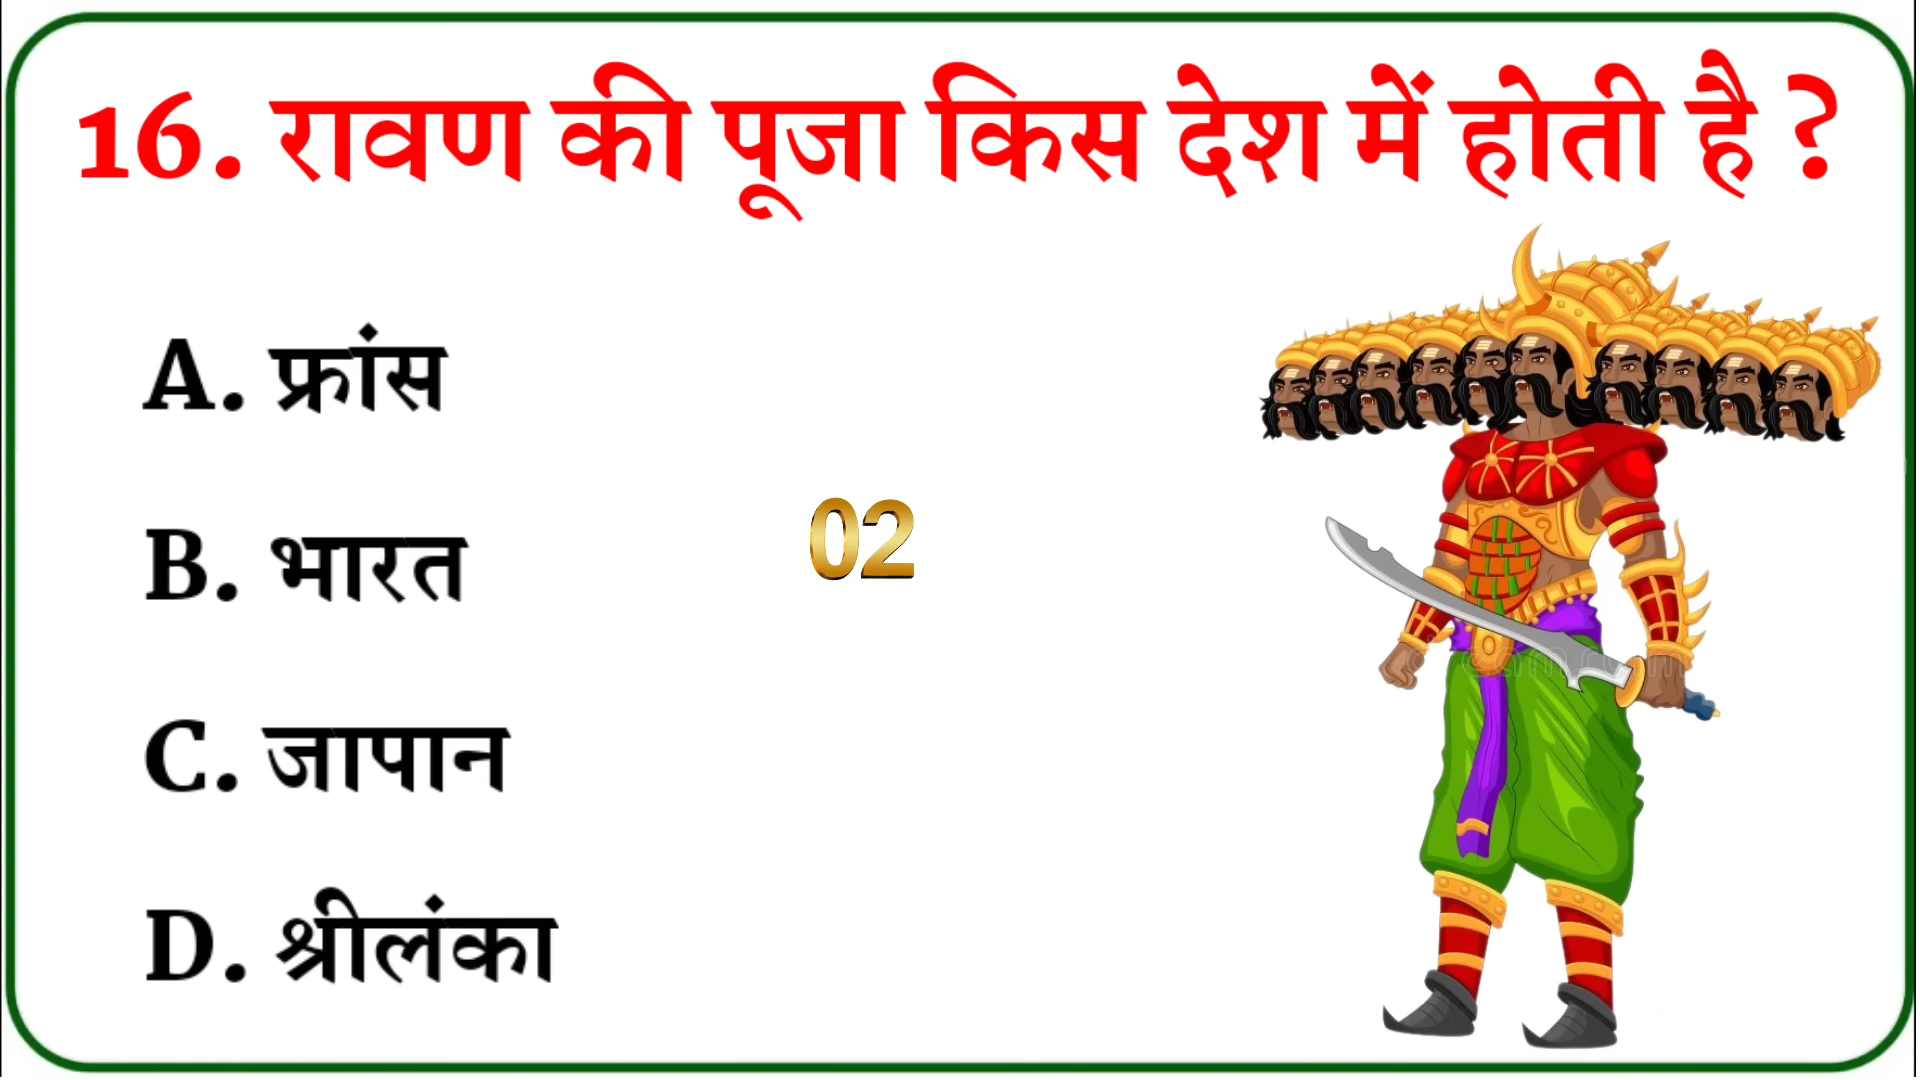 16. रावण की पूजा किस देश में होती है ?
A. फ्रांस
B. भारत
02
C. जापान
D. श्रीलंका